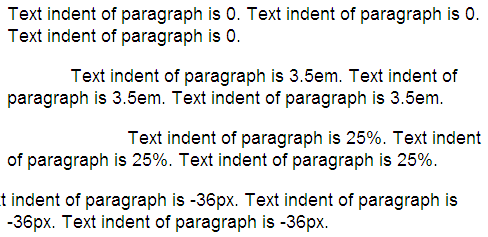 Text indent of paragraph is 0. Text indent of paragraph is 0.
Text indent of paragraph is 0.
Text indent of paragraph is 3.5em. Text indent of
paragraph is 3.5em. Text indent of paragraph is 3.5em.
Text indent of paragraph is 25%. Text indent
of paragraph is 25%. Text indent of paragraph is 25%.
t indent of paragraph is -36px. Text indent of paragraph is
-36px. Text indent of paragraph is -36px.